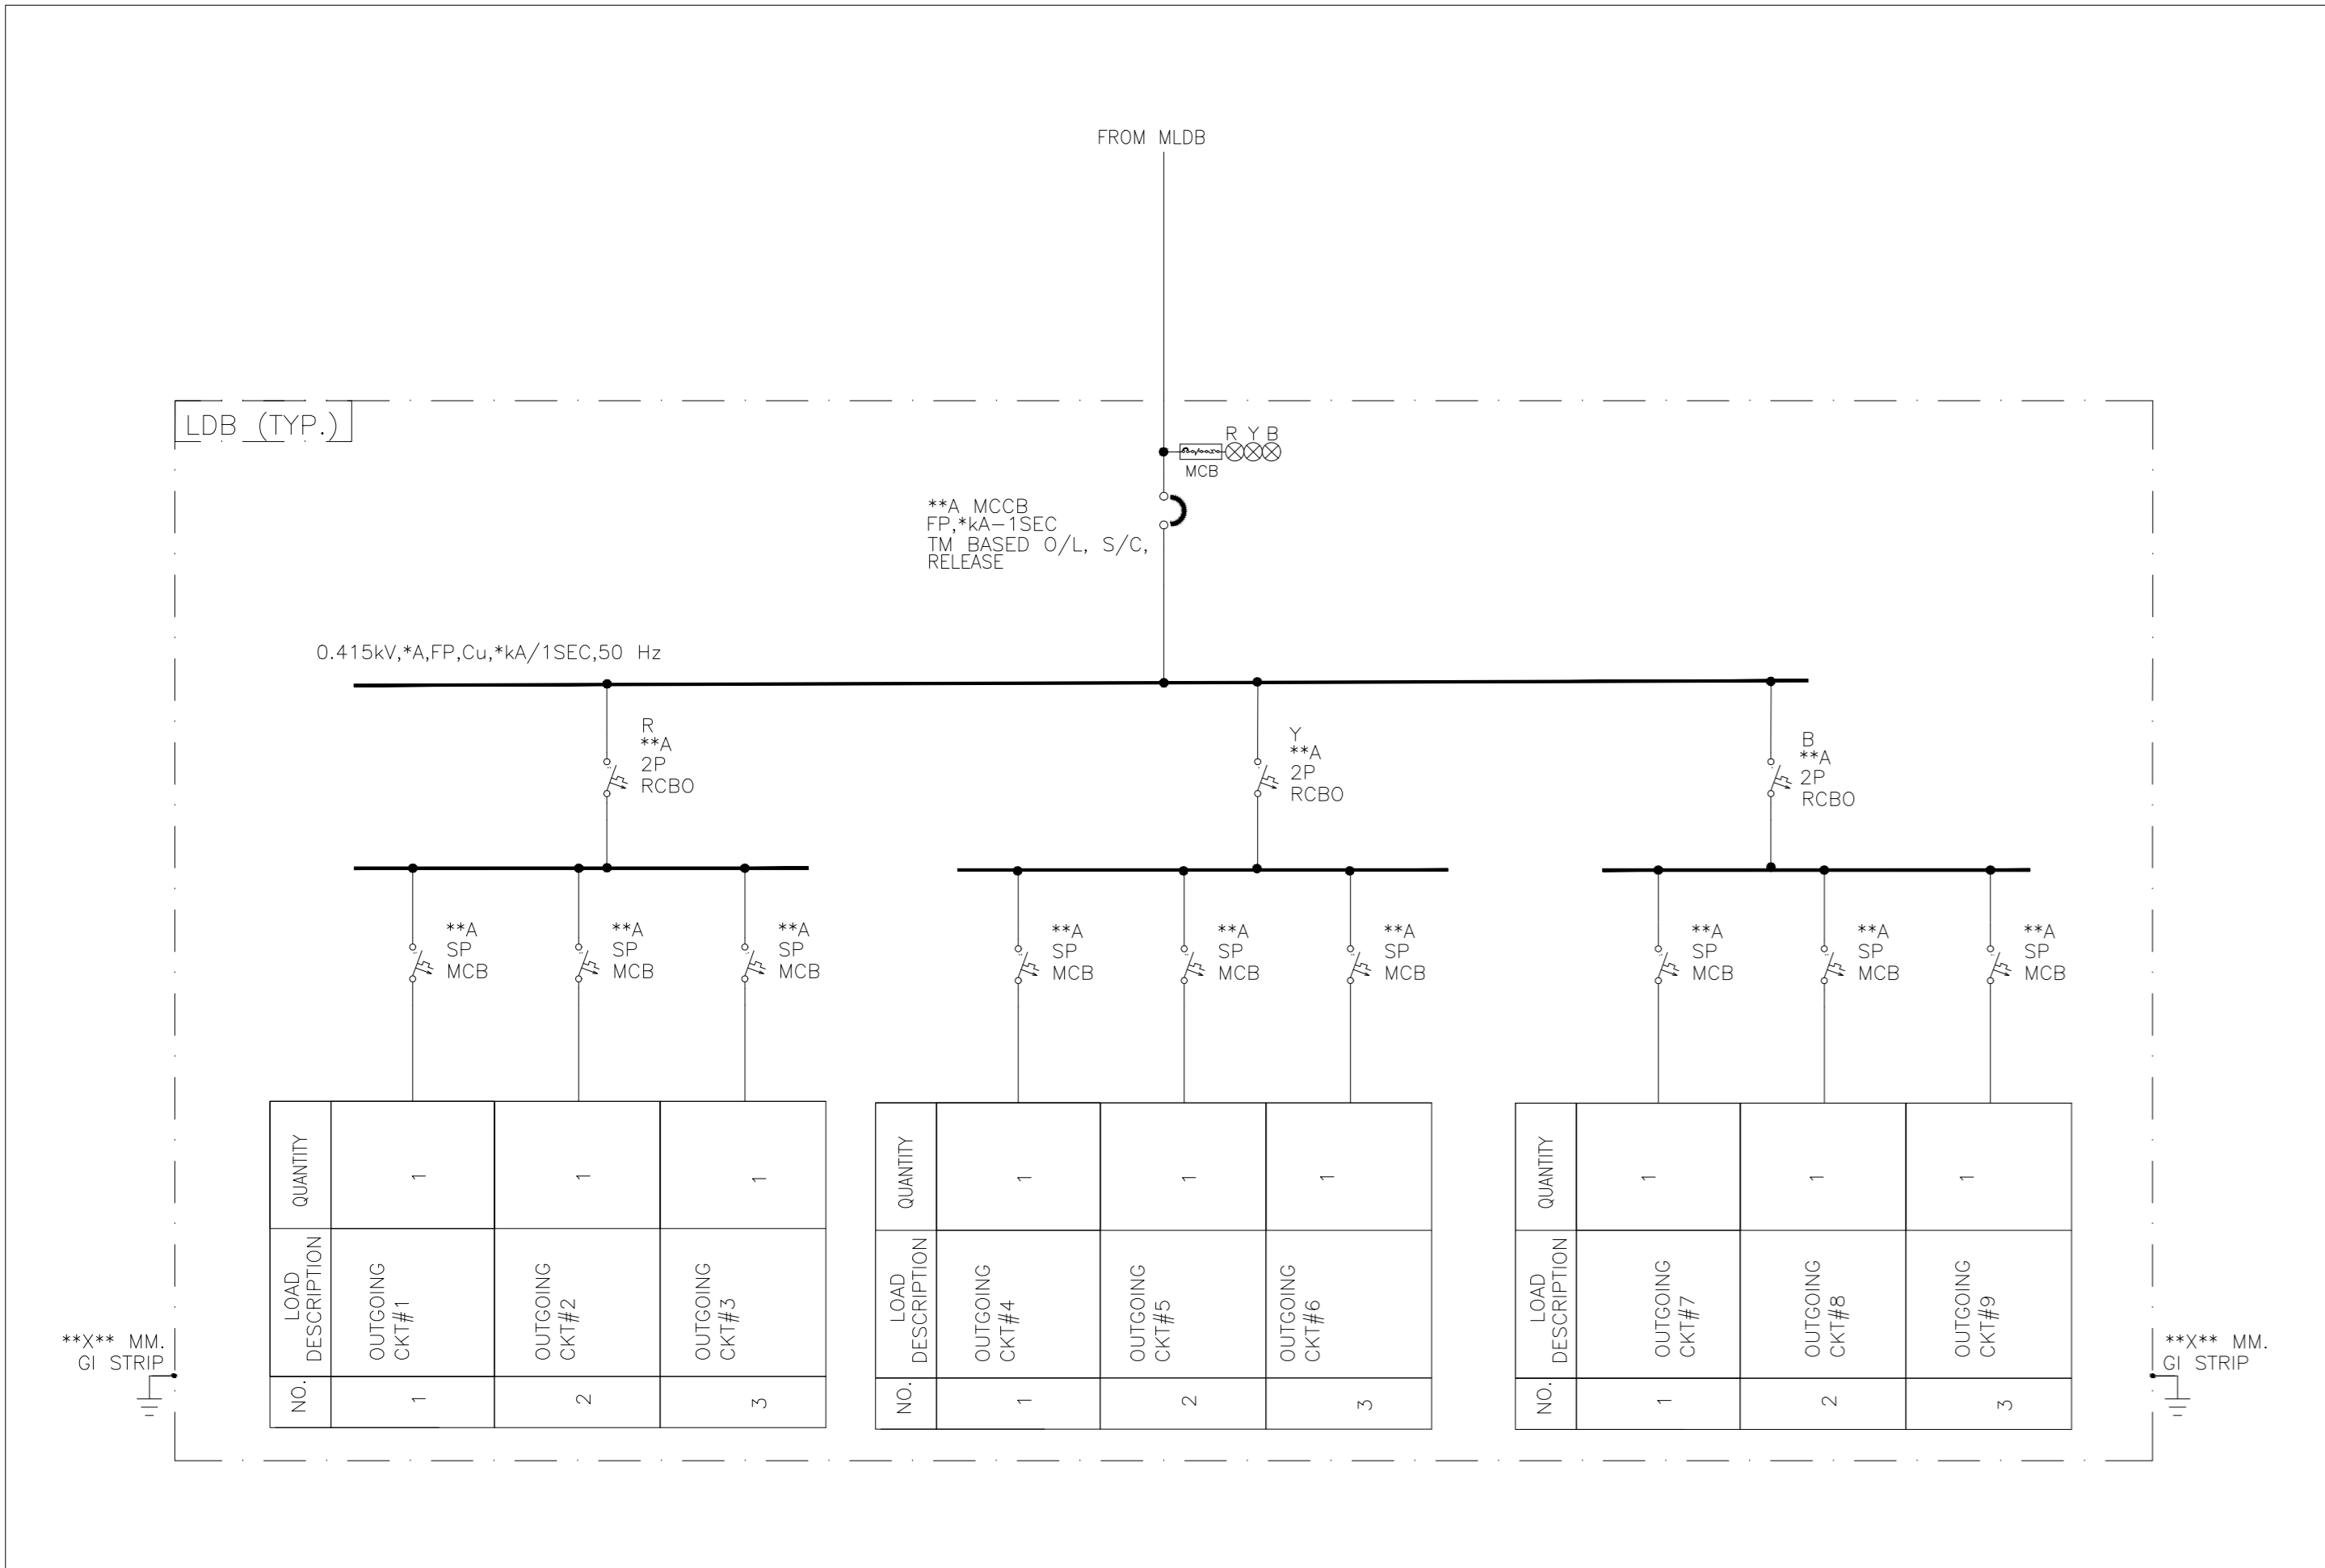 FROM MLDB
LDB (TYP.)
R Y B
MCB
**A MCCB
FP,*kA-1SEC
TM BASED O/L, S/C,
RELEASE
0.415kV,*A,FP,Cu,*kA/1SEC,50 Hz
R
**A
2P
RCBO
Y
**A
2P
RCBO
B
**A
2P
RCBO
**A
SP
MCB
**A
SP
MCB
**A
SP
MCB
**A
SP
MCB
**A
SP
MCB
**A
SP
MCB
**A
SP
MCB
**A
SP
MCB
**A
SP
MCB
QUANTITY
1
1
1
LOAD
DESCRIPTION
OUTGOING
CKT#1
OUTGOING
CKT#2
OUTGOING
CKT#3
NO.
1
2
3
QUANTITY
1
1
1
LOAD
DESCRIPTION
OUTGOING
CKT#4
OUTGOING
CKT#5
OUTGOING
CKT#6
NO.
1
2
3
QUANTITY
1
1
1
LOAD
DESCRIPTION
OUTGOING
CKT#7
OUTGOING
CKT#8
OUTGOING
CKT#9
NO.
1
2
3
**X** MM.
GI STRIP
**X** MM.
GI STRIP